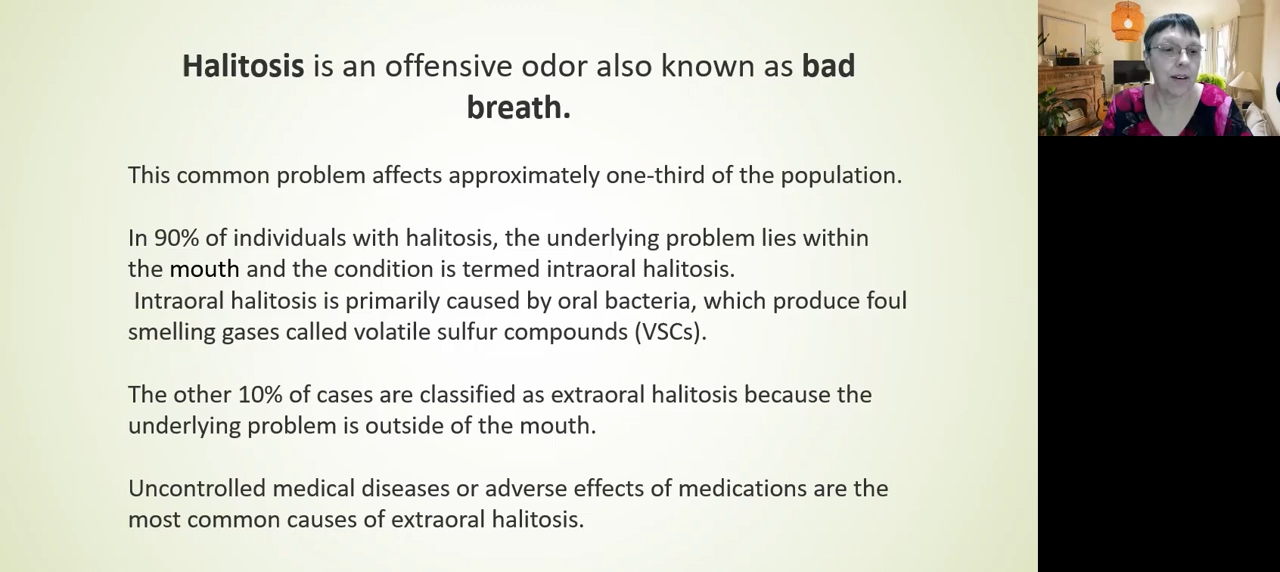 Halitosis is an offensive odor also known as bad
breath.
This common problem affects approximately one-third of the population.
In 90% of individuals with halitosis, the underlying problem lies within
the mouth and the condition is termed intraoral halitosis.
Intraoral halitosis is primarily caused by oral bacteria, which produce foul
smelling gases called volatile sulfur compounds (VSCs).
The other 10% of cases are classified as extraoral halitosis because the
underlying problem is outside of the mouth.
Uncontrolled medical diseases or adverse effects of medications are the
most common causes of extraoral halitosis.